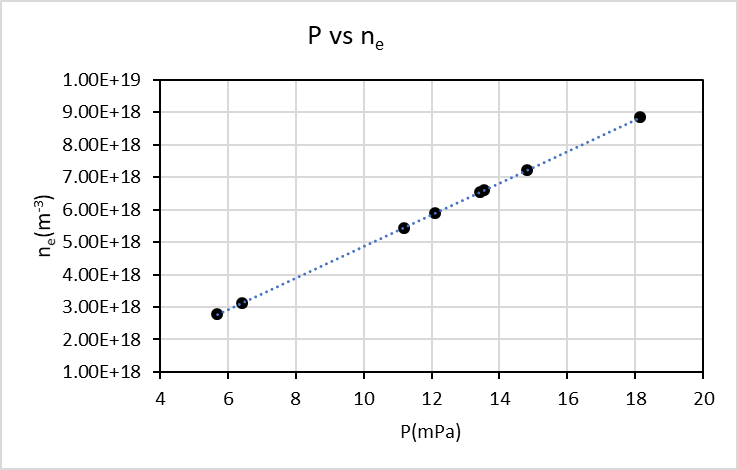 P vs nₑ
1.00E+19
9.00E+18
8.00E+18
7.00E+18
6.00E+18
5.00E+18
4.00E+18
3.00E+18
2.00E+18
1.00E+18
nₑ(m⁻³)
4 6 8 10 12 14 16 18 20
P(mPa)